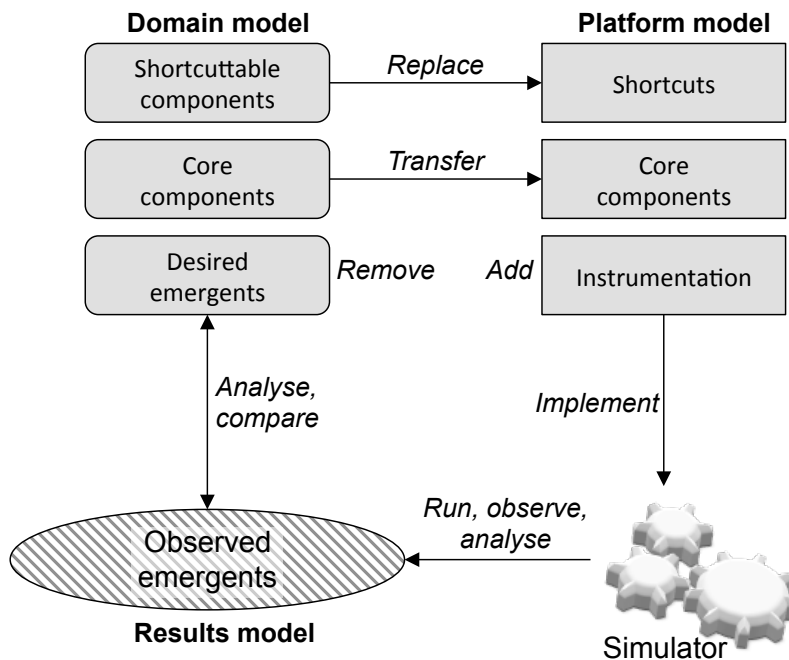 Domain model
Platform model
Shortcuttable
components
Replace
Shortcuts
Core
components
Transfer
Core
components
Desired
emergents
Remove
Add
Instrumentation
Analyse,
compare
Implement
Run, observe,
analyse
Observed
emergents
Results model
Simulator